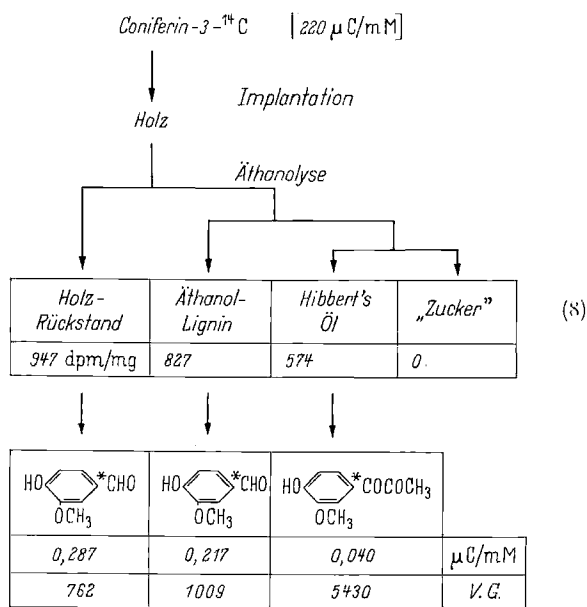 Coniferin-3-¹⁴C [220 μC/mM]
Implantation
Holz
Äthanolyse
Holz-Rückstand Äthanol-Lignin Hibbert's Öl „Zucker”
947 dpm/mg 827 574 0
(8)
HO *CHO OCH₃ HO *CHO OCH₃ HO *COCOCH₃ OCH₃
0,287 0,217 0,040 μC/mM
762 1009 5430 V.G.